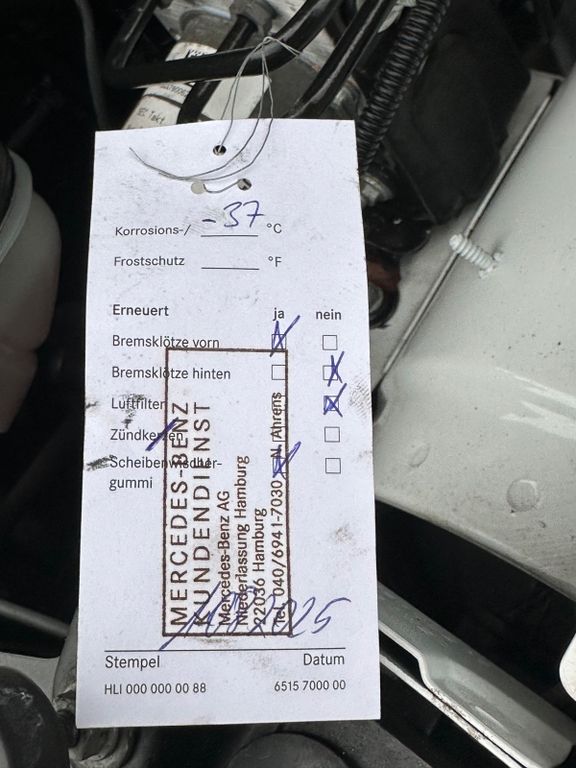 -37
Korrosions-/ °C
Frostschutz °F
Erneuert ja nein
Bremsklötze vorn
Bremsklötze hinten
Luftfilter
Zündkerzen
Scheibenwischer-
gummi
MERCEDES-BENZ
KUNDENDIENST
Mercedes-Benz AG
Niederlassung Hamburg
22036 Hamburg
Tel. 040/6941-7030 Ahrens
2025
Stempel Datum
HLI 000 000 00 88 6515 7000 00